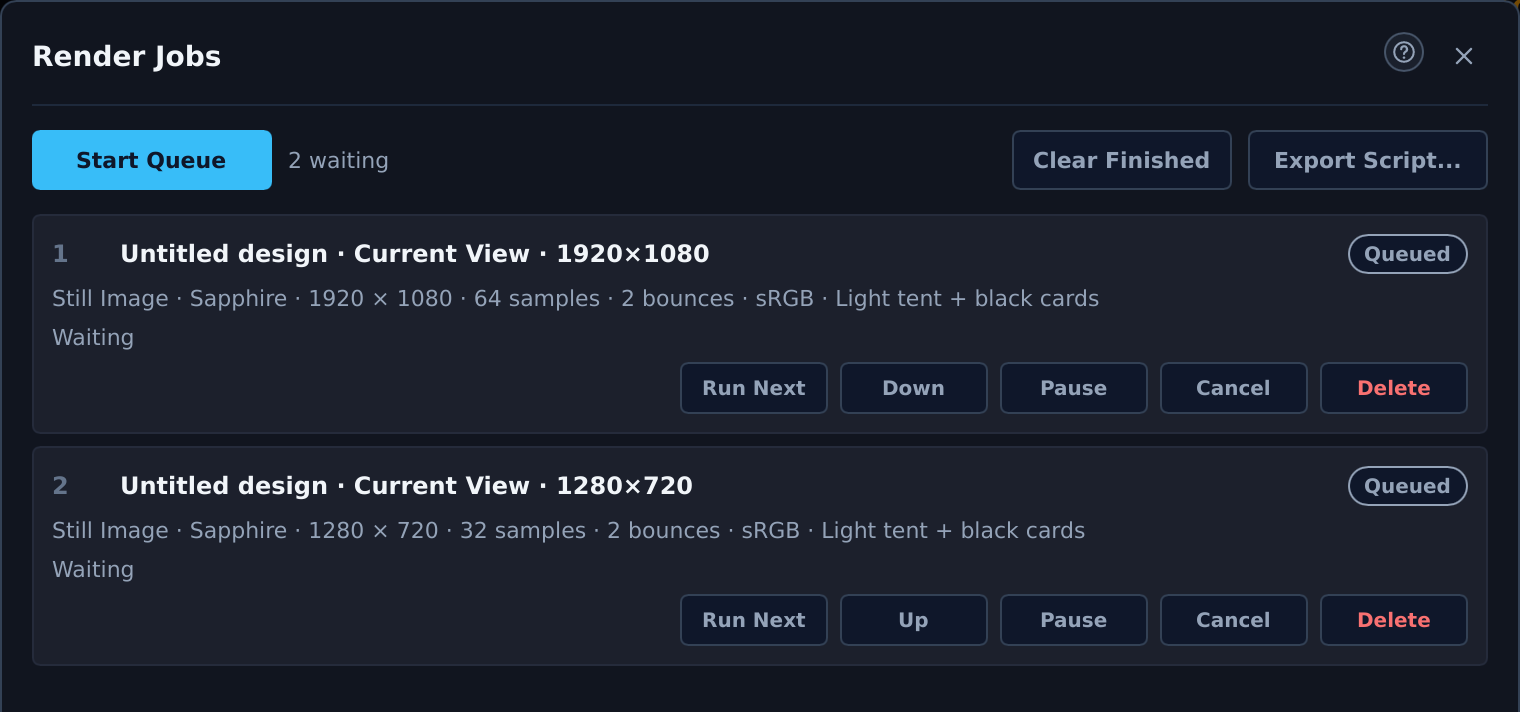 Render Jobs
Start Queue
2 waiting
Clear Finished
Export Script...
1 Untitled design · Current View · 1920×1080
Queued
Still Image · Sapphire · 1920 × 1080 · 64 samples · 2 bounces · sRGB · Light tent + black cards
Waiting
Run Next
Down
Pause
Cancel
Delete
2 Untitled design · Current View · 1280×720
Queued
Still Image · Sapphire · 1280 × 720 · 32 samples · 2 bounces · sRGB · Light tent + black cards
Waiting
Run Next
Up
Pause
Cancel
Delete